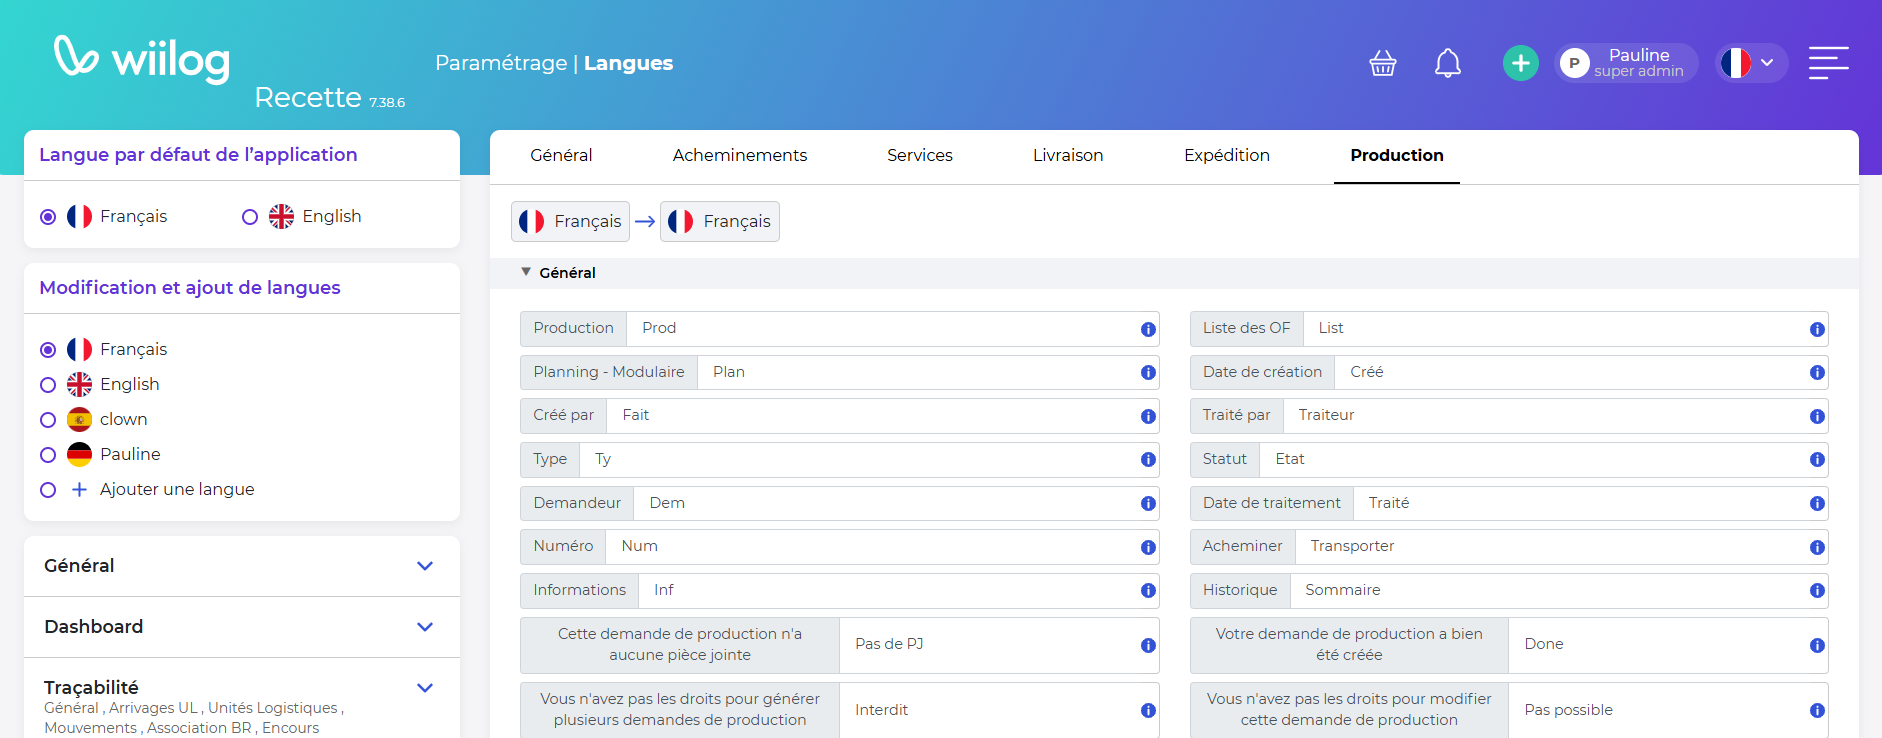 wiilog
Recette 7.38.6
Paramétrage | Langues
P
Pauline
super admin
Langue par défaut de l'application
Français
English
Modification et ajout de langues
Français
English
clown
Pauline
+ Ajouter une langue
Général
Dashboard
Traçabilité
Général , Arrivages UL , Unités Logistiques ,
Mouvements , Association BR , Encours
Général
Acheminements
Services
Livraison
Expédition
Production
Français → Français
Général
Production
Prod
Liste des OF
List
Planning - Modulaire
Plan
Date de création
Créé
Créé par
Fait
Traité par
Traiteur
Type
Ty
Statut
Etat
Demandeur
Dem
Date de traitement
Traité
Numéro
Num
Acheminer
Transporter
Informations
Inf
Historique
Sommaire
Cette demande de production n'a
aucune pièce jointe
Pas de PJ
Votre demande de production a bien
été créée
Done
Vous n'avez pas les droits pour générer
plusieurs demandes de production
Interdit
Vous n'avez pas les droits pour modifier
cette demande de production
Pas possible